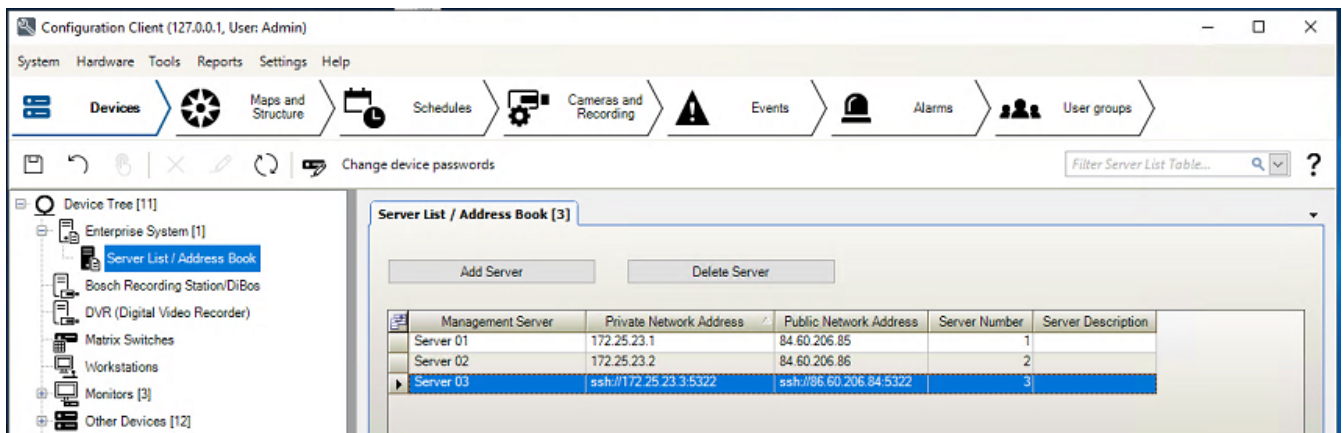 Configuration Client (127.0.0.1, User: Admin)
System Hardware Tools Reports Settings Help
Devices
Maps and
Structure
Schedules
Cameras and
Recording
Events
Alarms
User groups
Change device passwords
Filter Server List Table...
?
Device Tree [11]
Enterprise System [1]
Server List / Address Book
Bosch Recording Station/DiBos
DVR (Digital Video Recorder)
Matrix Switches
Workstations
Monitors [3]
Other Devices [12]
Server List / Address Book [3]
Add Server Delete Server
Management Server Private Network Address Public Network Address Server Number Server Description
Server 01 172.25.23.1 84.60.206.85 1
Server 02 172.25.23.2 84.60.206.86 2
Server 03 ssh://172.25.23.3:5322 ssh://86.60.206.84:5322 3